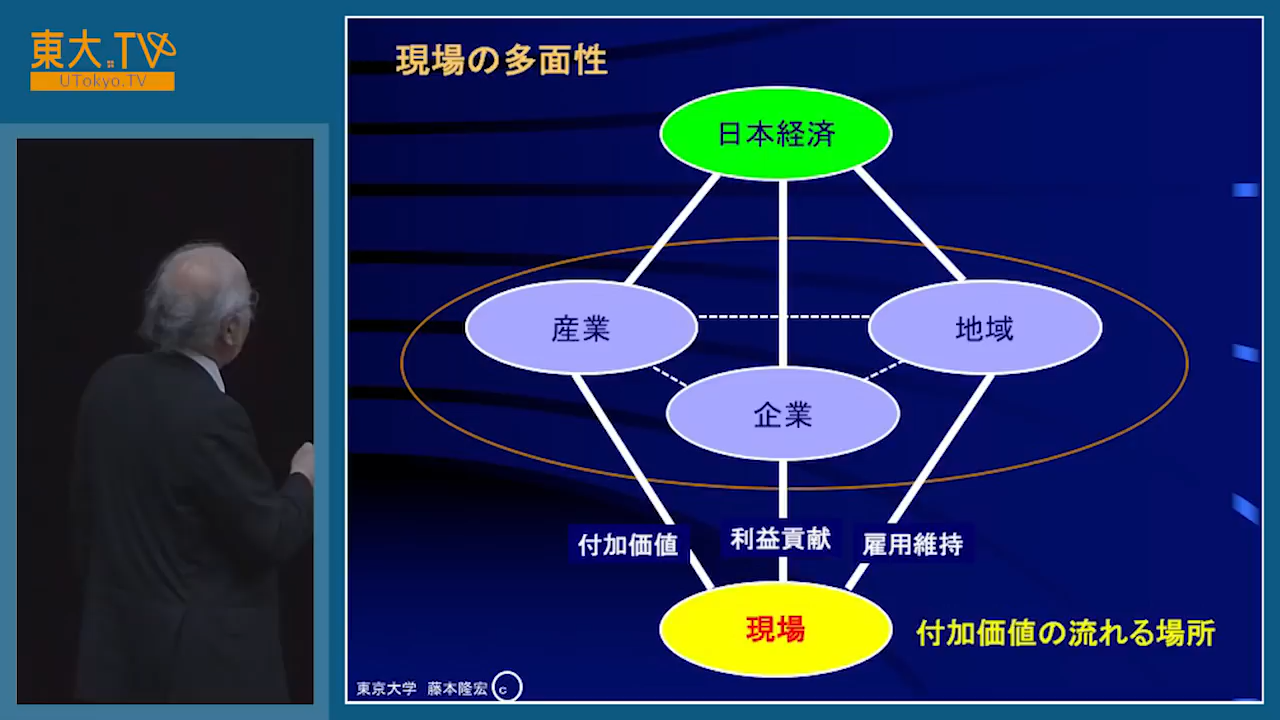 東大.TV
UTokyo.TV
現場の多面性
日本経済
産業
地域
企業
付加価値
利益貢献
雇用維持
現場
付加価値の流れる場所
東京大学 藤本隆宏 c